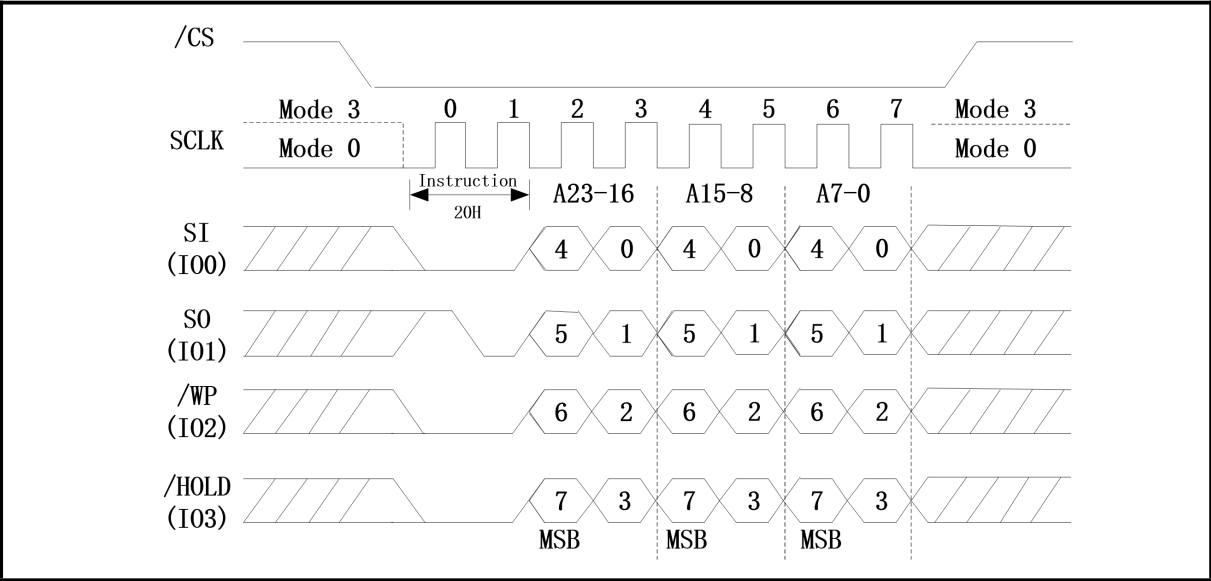 /CS
Mode 3 0 1 2 3 4 5 6 7 Mode 3
SCLK
Mode 0 Mode 0
Instruction
20H
A23-16 A15-8 A7-0
SI
(IO0)
4 0 4 0 4 0
SO
(IO1)
5 1 5 1 5 1
/WP
(IO2)
6 2 6 2 6 2
/HOLD
(IO3)
7 3 7 3 7 3
MSB MSB MSB